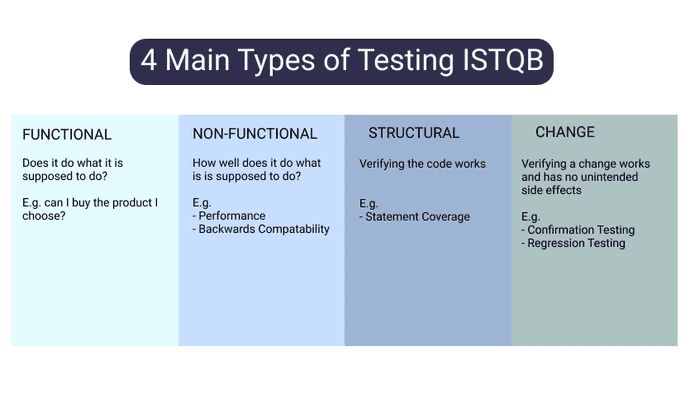 4 Main Types of Testing ISTQB
FUNCTIONAL
Does it do what it is
supposed to do?
E.g. can I buy the product I
choose?
NON-FUNCTIONAL
How well does it do what
is is supposed to do?
E.g.
- Performance
- Backwards Compatability
STRUCTURAL
Verifying the code works
E.g.
- Statement Coverage
CHANGE
Verifying a change works
and has no unintended
side effects
E.g.
- Confirmation Testing
- Regression Testing